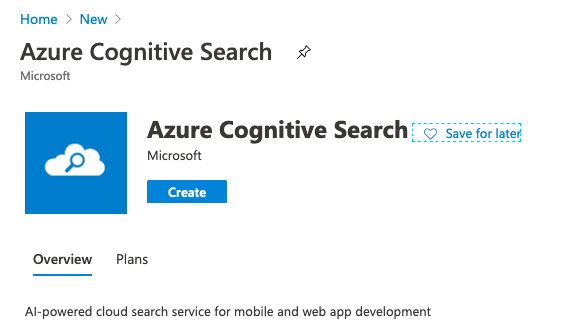 Home > New >
Azure Cognitive Search
Microsoft
Azure Cognitive Search Save for later
Microsoft
Create
Overview Plans
AI-powered cloud search service for mobile and web app development